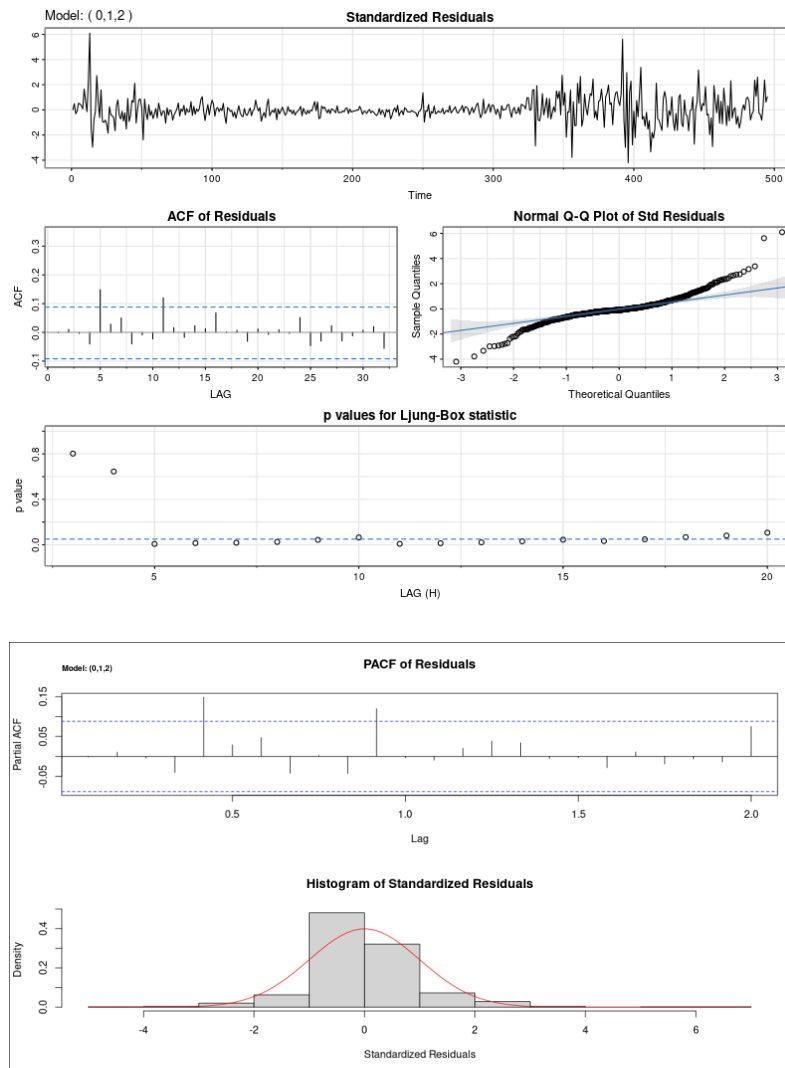 Model: ( 0,1,2 )
Standardized Residuals
6
4
2
0
-2
-4
0 100 200 300 400 500
Time
ACF of Residuals
ACF
0.3
0.2
0.1
0.0
-0.1
0 5 10 15 20 25 30
LAG
Normal Q-Q Plot of Std Residuals
Sample Quantiles
6
4
2
0
-2
-4
-3 -2 -1 0 1 2 3
Theoretical Quantiles
p values for Ljung-Box statistic
p value
0.8
0.4
0.0
5 10 15 20
LAG (H)
Model: (0,1,2)
PACF of Residuals
Partial ACF
0.15
0.05
-0.05
0.5 1.0 1.5 2.0
Lag
Histogram of Standardized Residuals
Density
0.4
0.2
0.0
-4 -2 0 2 4 6
Standardized Residuals